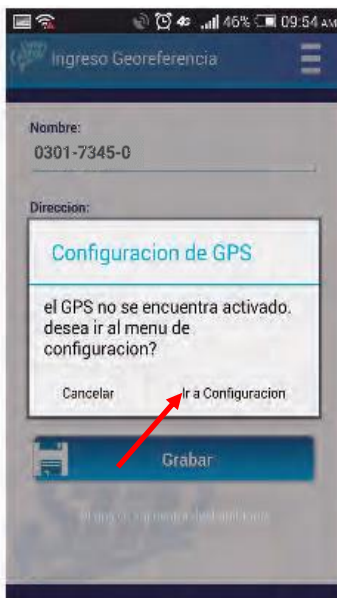 46% 09:54 AM
Ingreso Georeferencia
Nombre:
0301-7345-0
Direccion:
Configuracion de GPS
el GPS no se encuentra activado.
desea ir al menu de
configuracion?
Cancelar Ir a Configuracion
Grabar